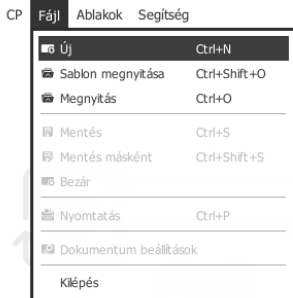 CP Fájl Ablakok Segítség
Új Ctrl+N
Sablon megnyitása Ctrl+Shift+O
Megnyitás Ctrl+O
Mentés Ctrl+S
Mentés másként Ctrl+Shift+S
Bezár
Nyomtatás Ctrl+P
Dokumentum beállítások
Kilépés